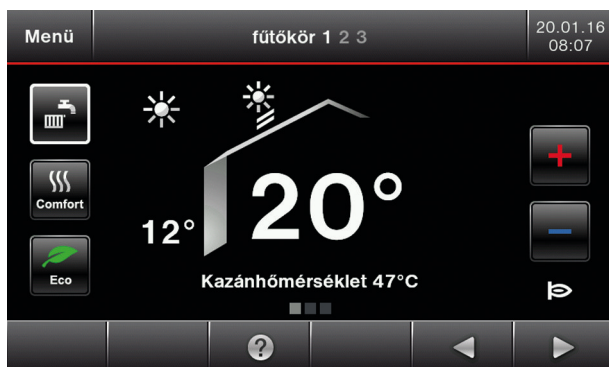 Menü
fűtőkör 1 2 3
20.01.16
08:07
Comfort
Eco
12°
20°
+
−
Kazánhőmérséklet 47°C
?